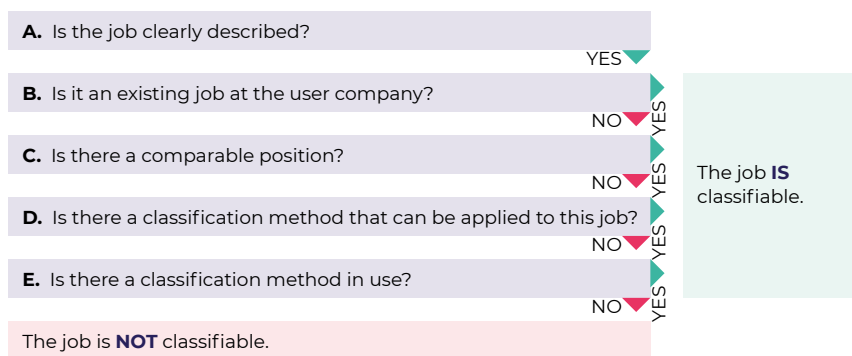 A. Is the job clearly described?
YES
B. Is it an existing job at the user company?
YES
NO
C. Is there a comparable position?
YES
NO
D. Is there a classification method that can be applied to this job?
YES
NO
E. Is there a classification method in use?
YES
NO
The job IS
classifiable.
The job is NOT classifiable.